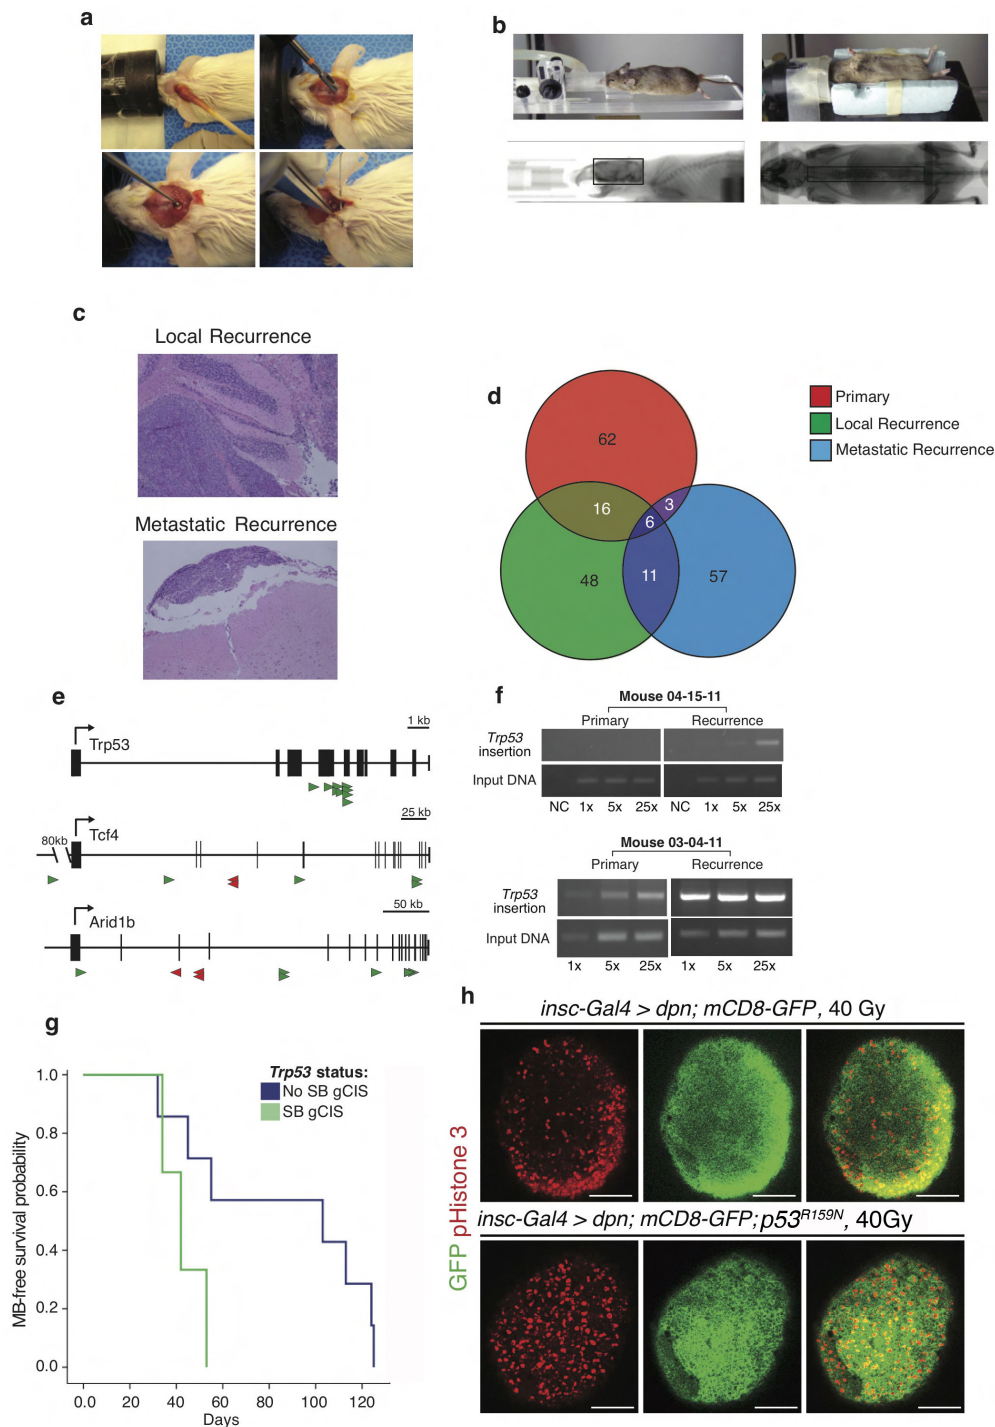 a
b
c
Local Recurrence
Metastatic Recurrence
d
Primary
Local Recurrence
Metastatic Recurrence
62
16
3
6
48
11
57
e
1 kb
Trp53
25 kb
80kb
Tcf4
50 kb
Arid1b
f
Mouse 04-15-11
Primary
Recurrence
Trp53
insertion
Input DNA
NC 1x 5x 25x NC 1x 5x 25x
Mouse 03-04-11
Primary
Recurrence
Trp53
insertion
Input DNA
1x 5x 25x 1x 5x 25x
g
Trp53 status:
No SB gCIS
SB gCIS
MB-free survival probability
1.0
0.8
0.6
0.4
0.2
0.0
0.0 20 40 60 80 100 120
Days
h
insc-Gal4 > dpn; mCD8-GFP, 40 Gy
GFP pHistone 3
insc-Gal4 > dpn; mCD8-GFP;p53R159N, 40Gy